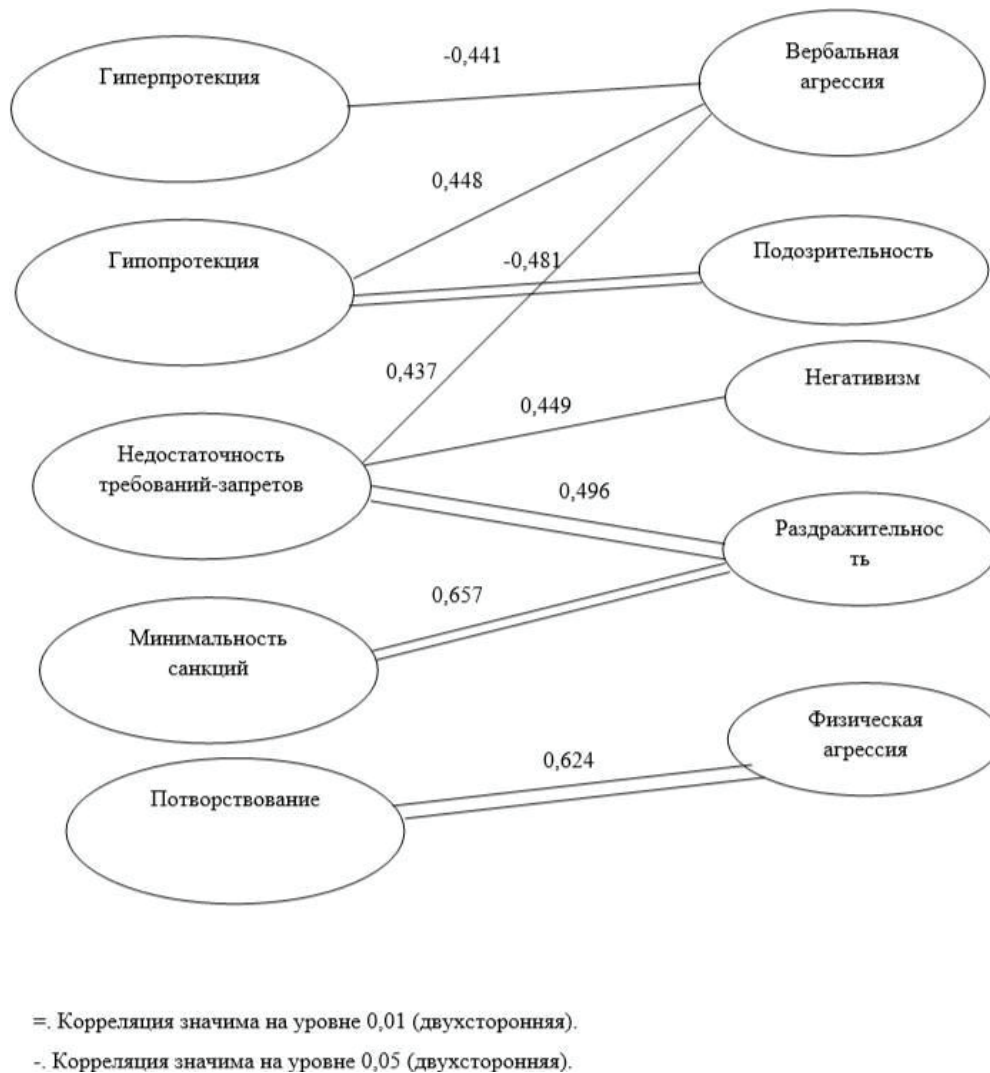 -0,441
Гиперпротекция
Вербальная
агрессия
0,448
Гипопротекция
-0,481
Подозрительность
0,437
0,449
Негативизм
Недостаточность
требований-запретов
0,496
Раздражительнос
ть
0,657
Минимальность
санкций
Физическая
агрессия
0,624
Потворствование
=. Корреляция значима на уровне 0,01 (двухсторонняя).
-. Корреляция значима на уровне 0,05 (двухсторонняя).